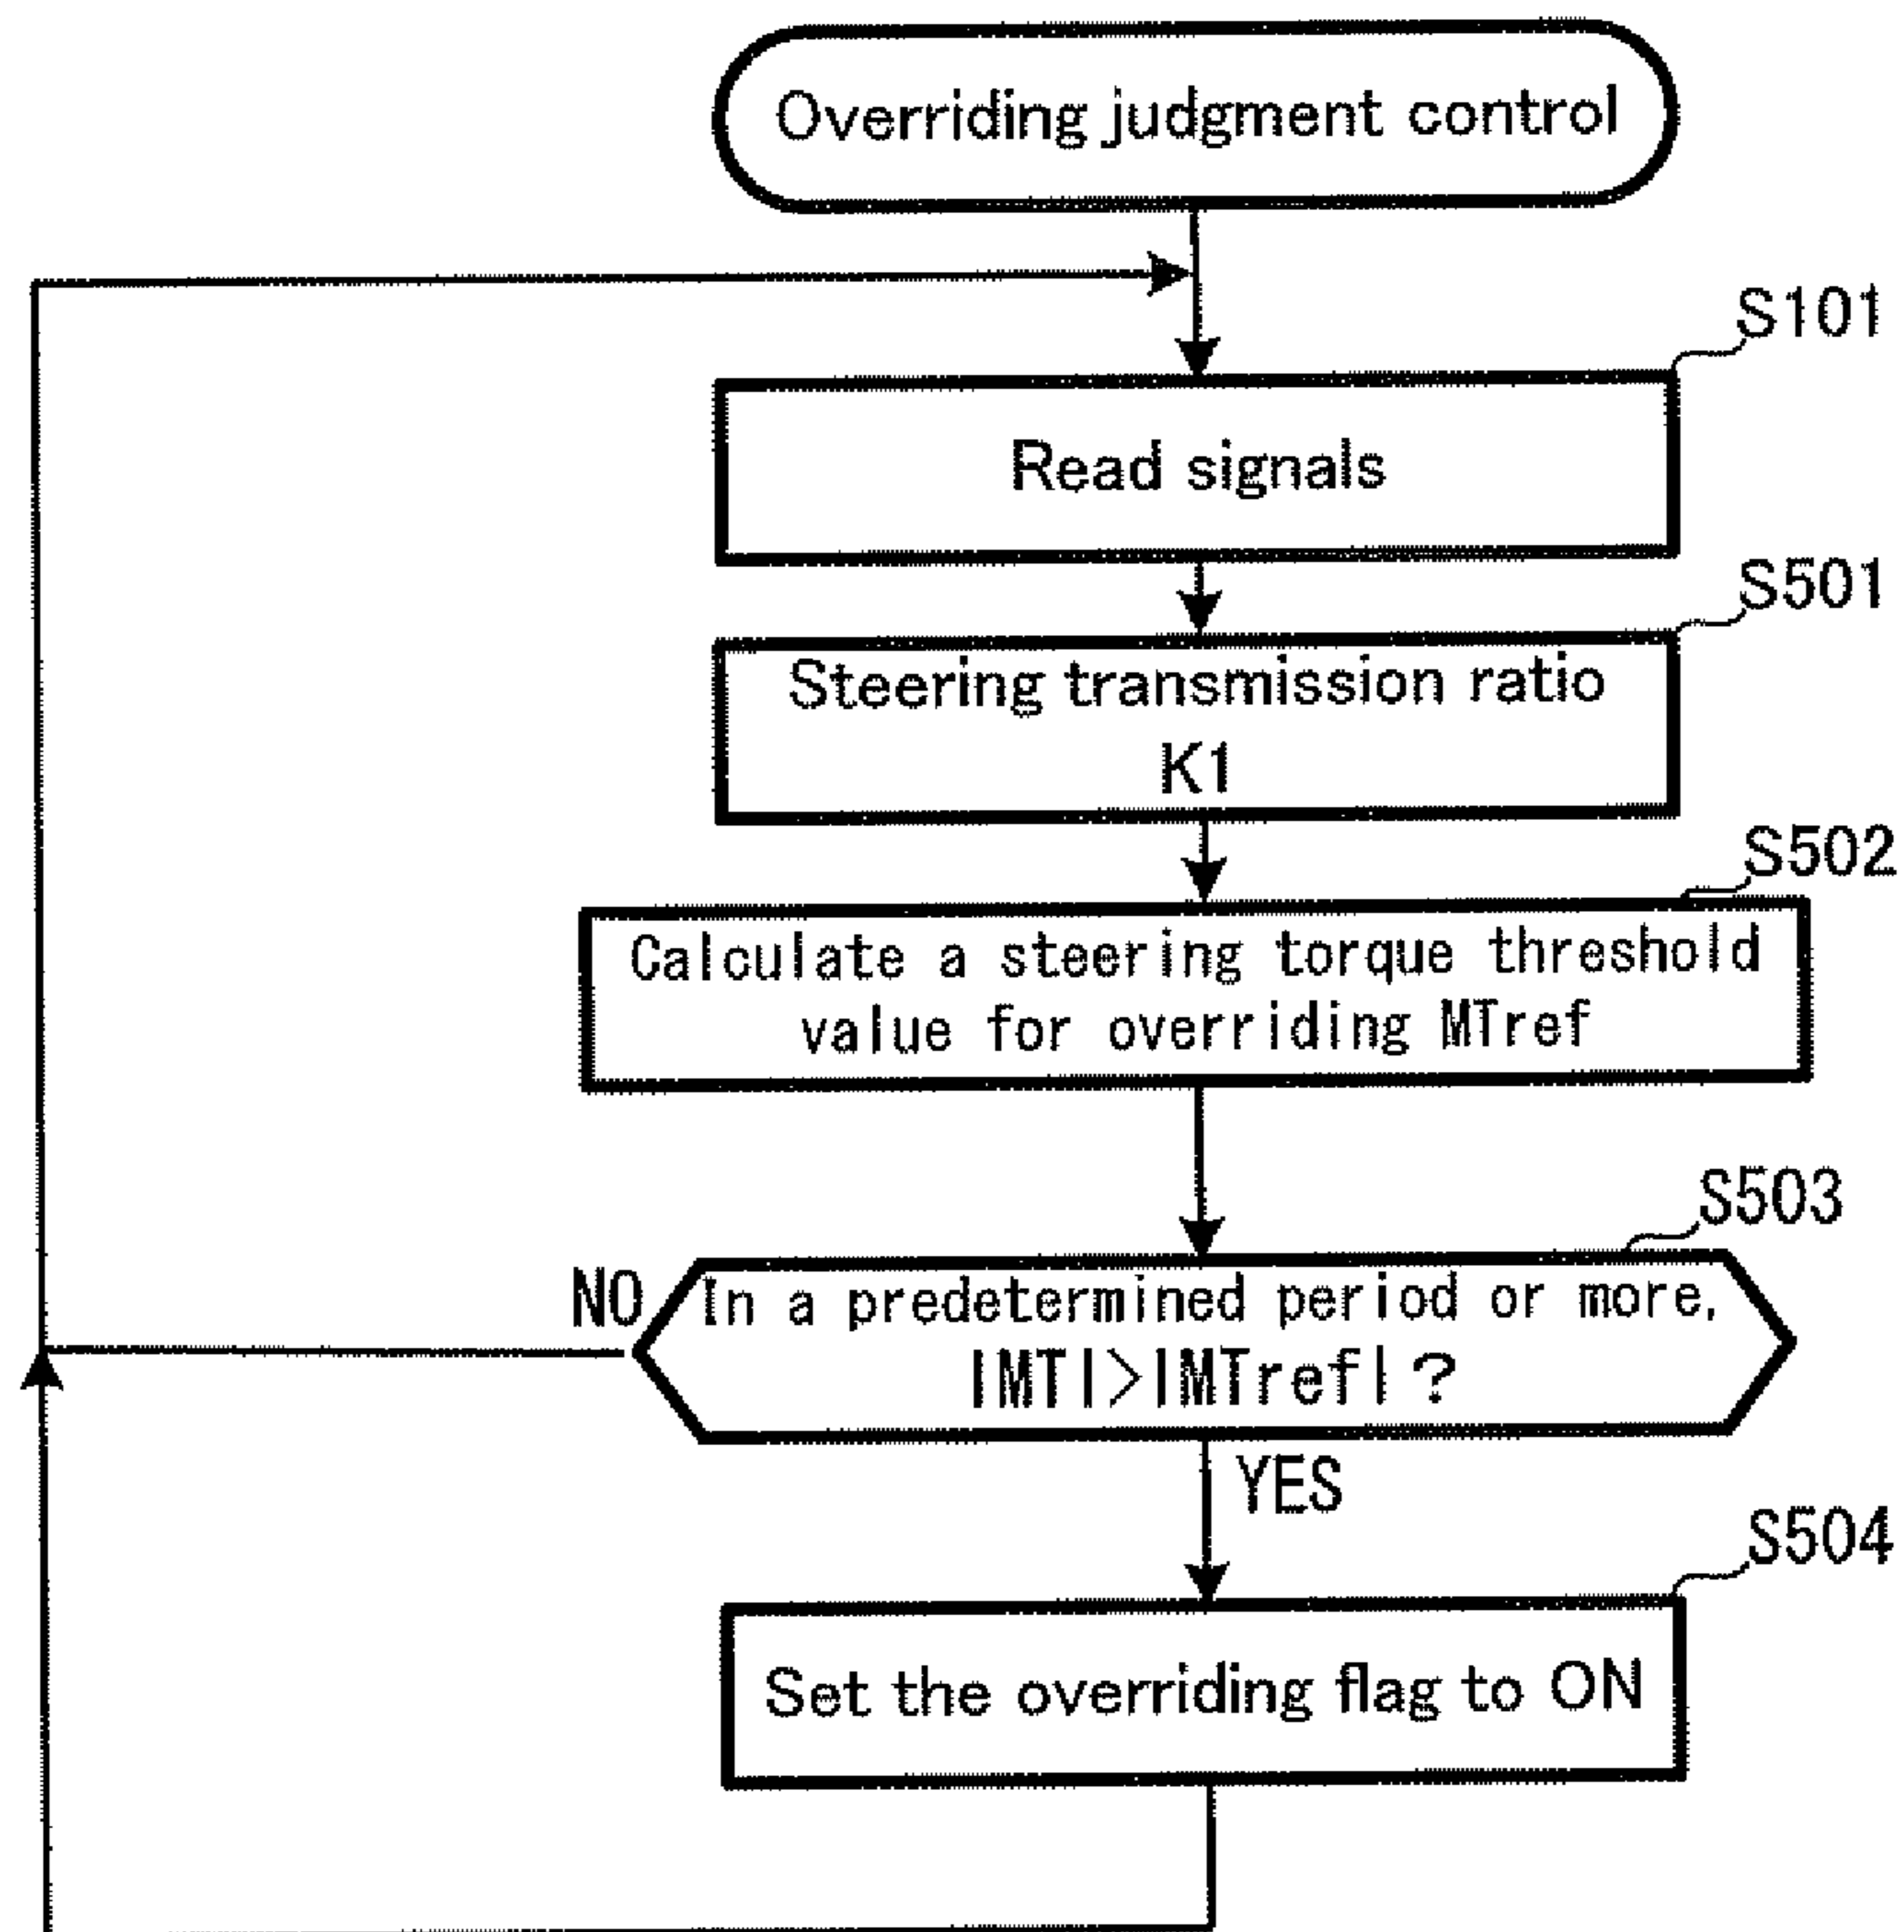 Overriding judgment control
S101
Read signals
S501
Steering transmission ratio
K1
S502
Calculate a steering torque threshold
value for overriding MTref
S503
NO
In a predetermined period or more,
|MT|>|MTref|?
YES
S504
Set the overriding flag to ON